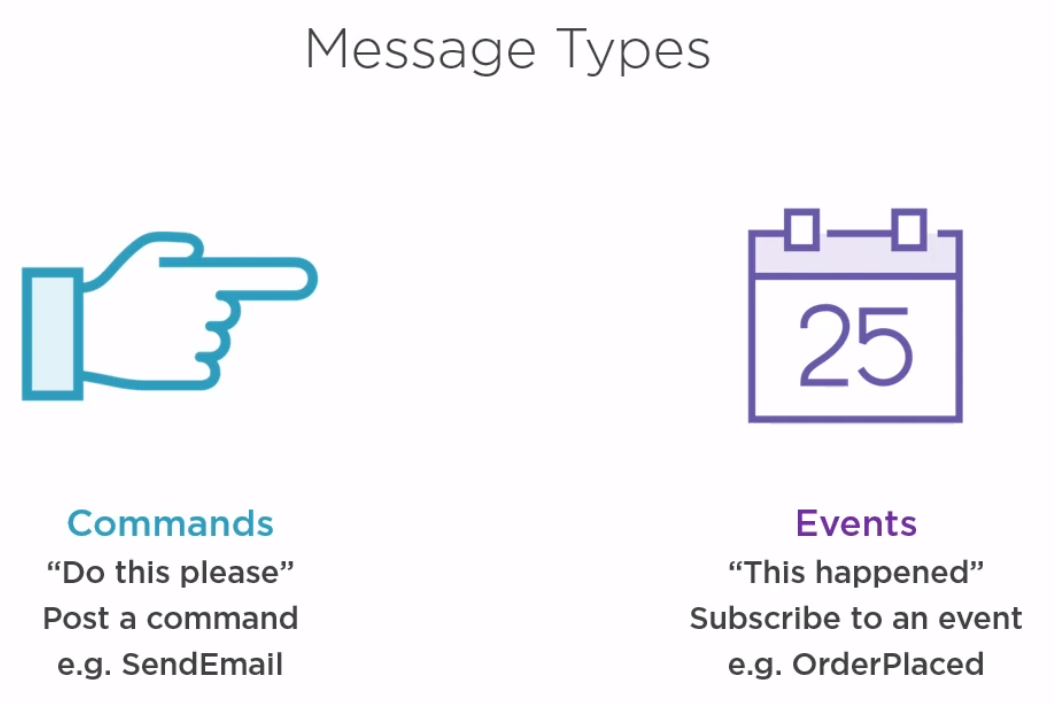 Message Types
25
Commands
“Do this please”
Post a command
e.g. SendEmail
Events
“This happened”
Subscribe to an event
e.g. OrderPlaced